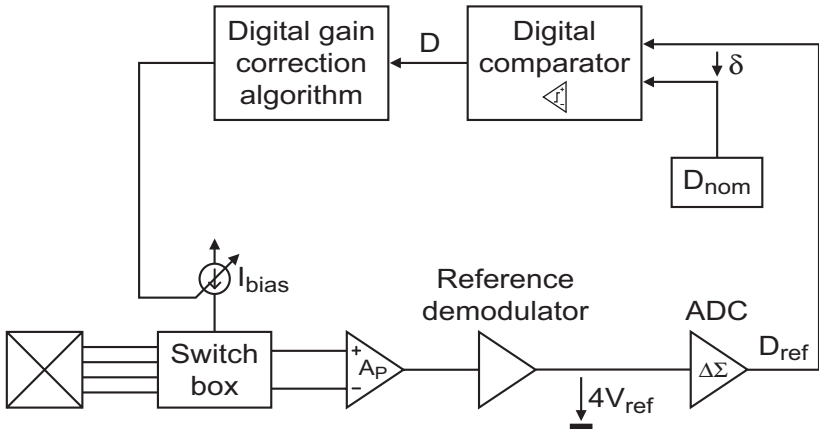 Digital gain
correction
algorithm
D
Digital
comparator
+
−
δ
D_nom
I_bias
Reference
demodulator
ADC
D_ref
Switch
box
+
A_P
−
ΔΣ
4V_ref